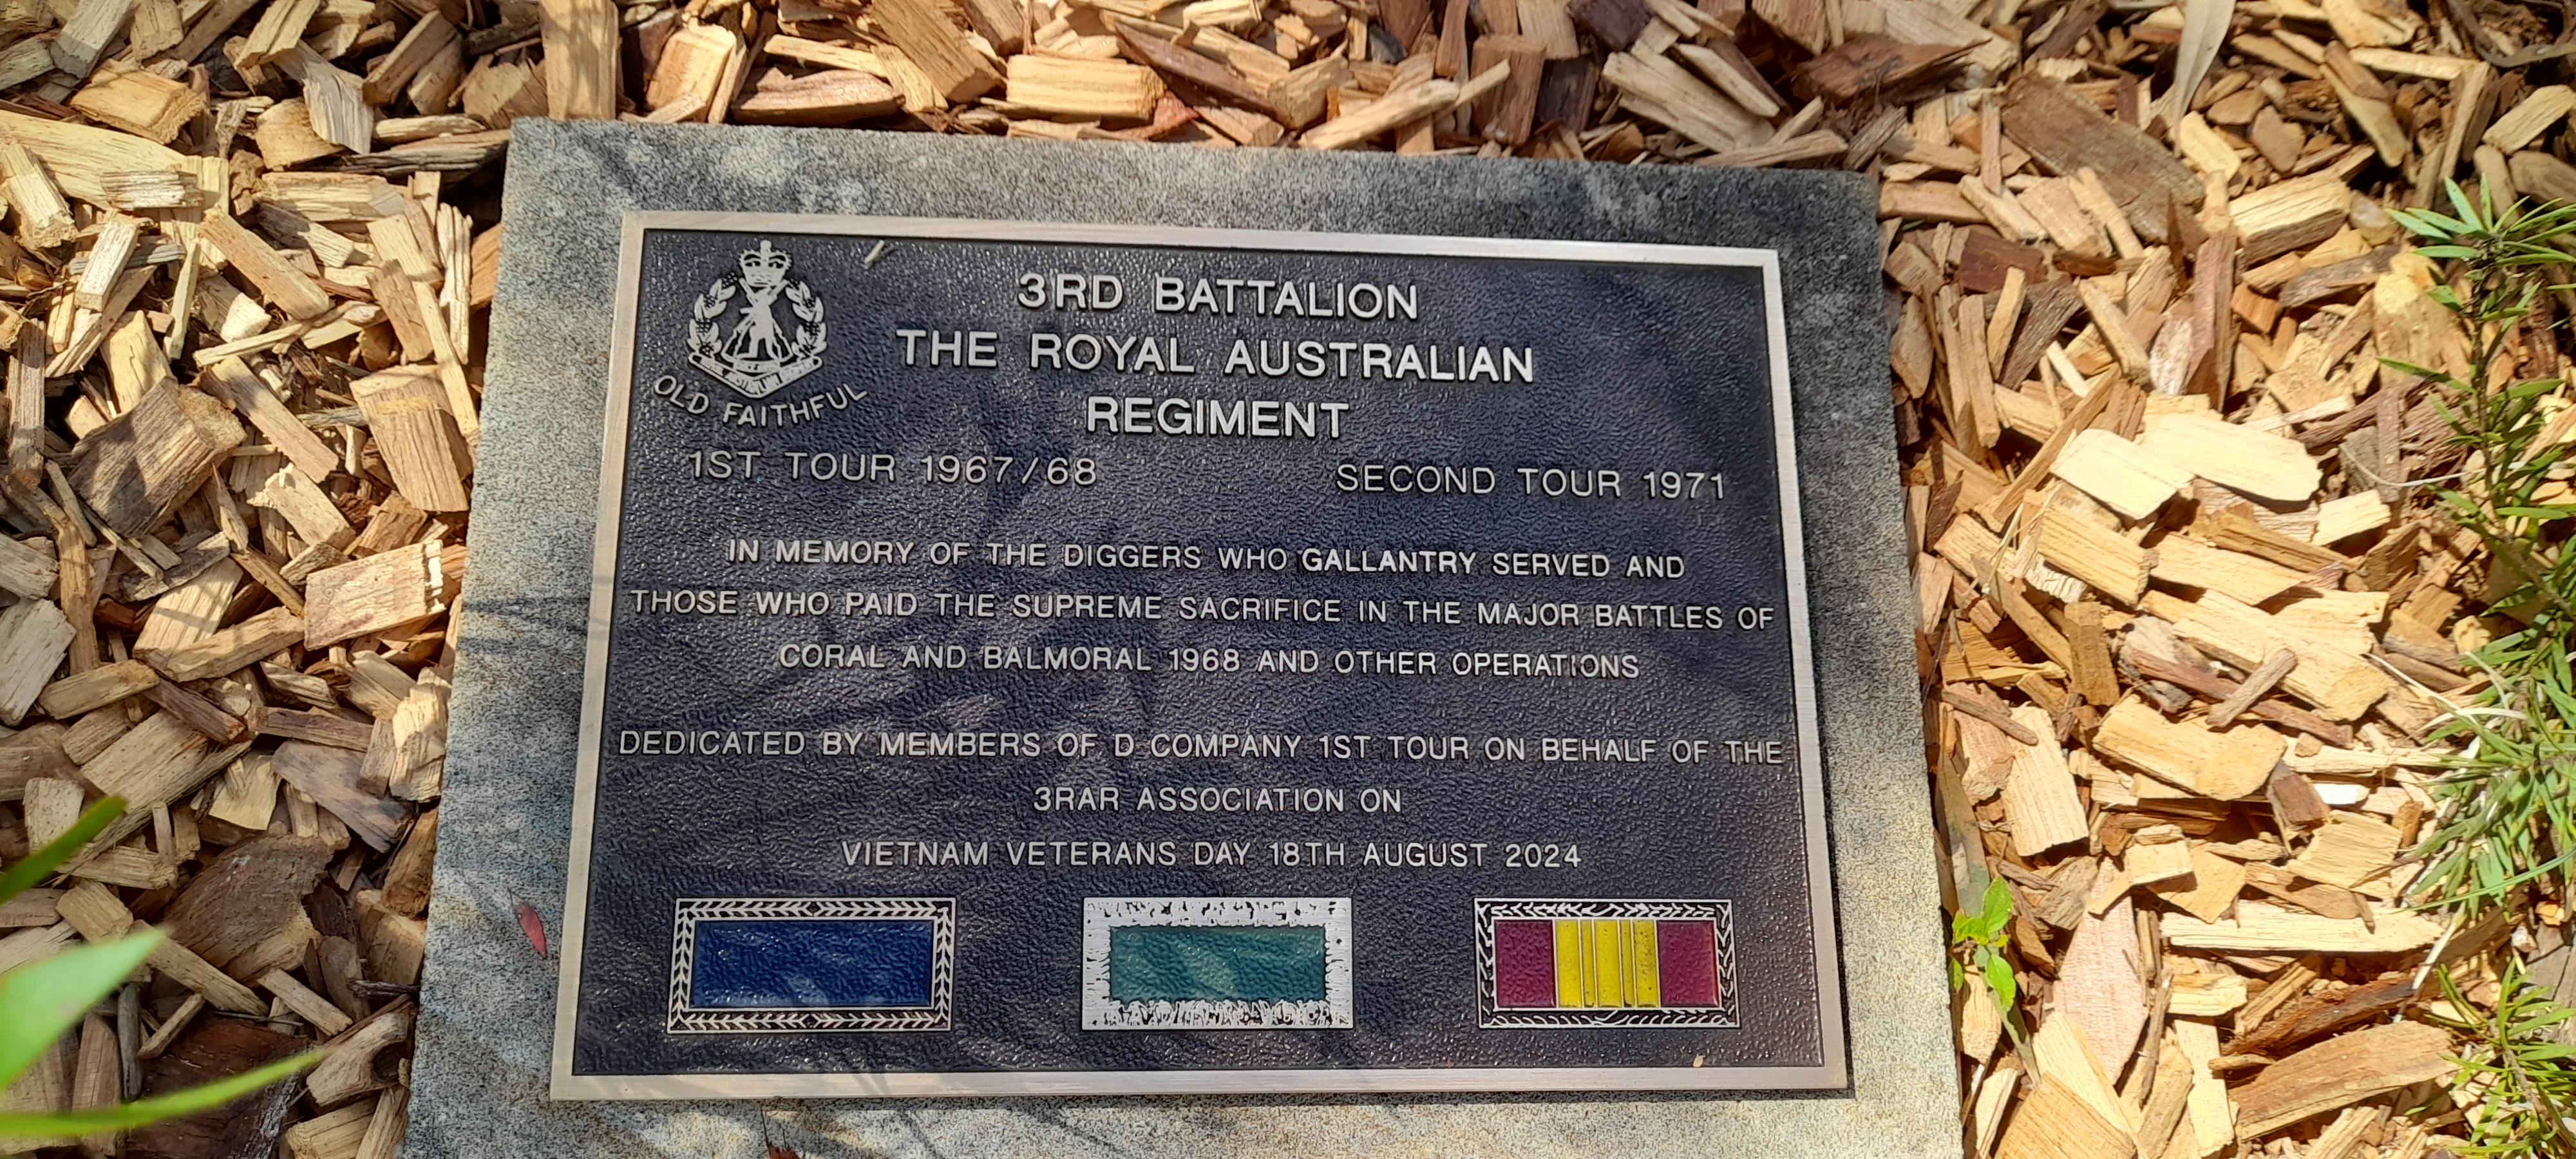 3RD BATTALION
THE ROYAL AUSTRALIAN
REGIMENT
OLD FAITHFUL
1ST TOUR 1967/68 SECOND TOUR 1971
IN MEMORY OF THE DIGGERS WHO GALLANTRY SERVED AND
THOSE WHO PAID THE SUPREME SACRIFICE IN THE MAJOR BATTLES OF
CORAL AND BALMORAL 1968 AND OTHER OPERATIONS
DEDICATED BY MEMBERS OF D COMPANY 1ST TOUR ON BEHALF OF THE
3RAR ASSOCIATION ON
VIETNAM VETERANS DAY 18TH AUGUST 2024